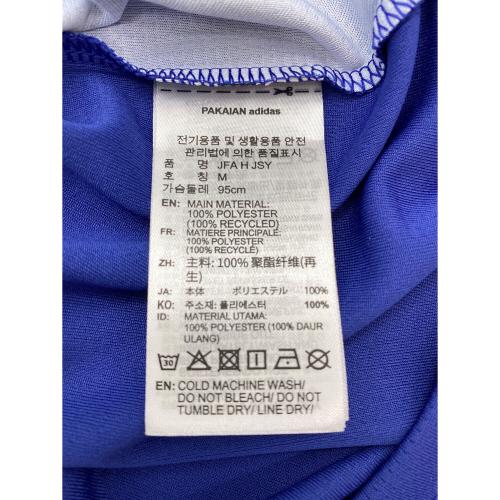 PAKAIAN adidas
전기용품 및 생활용품 안전
관리법에 의한 품질표시
품 명 JFA H JSY
호 칭 M
가슴둘레 95cm
EN: MAIN MATERIAL:
100% POLYESTER
(100% RECYCLED)
FR: MATIERE PRINCIPALE:
100% POLYESTER
(100% RECYCLÉ)
ZH: 主料: 100% 聚酯纤维(再
生)
JA: 本体 ポリエステル 100%
KO: 주소재: 폴리에스터 100%
ID: MATERIAL UTAMA:
100% POLYESTER (100% DAUR
ULANG)
30
EN: COLD MACHINE WASH/
DO NOT BLEACH/ DO NOT
TUMBLE DRY/ LINE DRY/